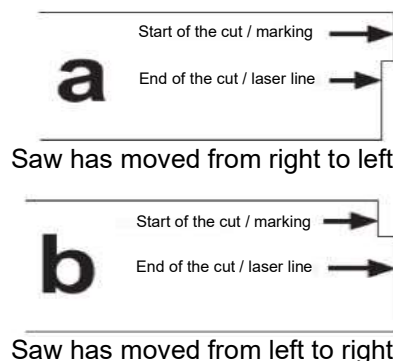 Start of the cut / marking
a
End of the cut / laser line
Saw has moved from right to left
Start of the cut / marking
b
End of the cut / laser line
Saw has moved from left to right